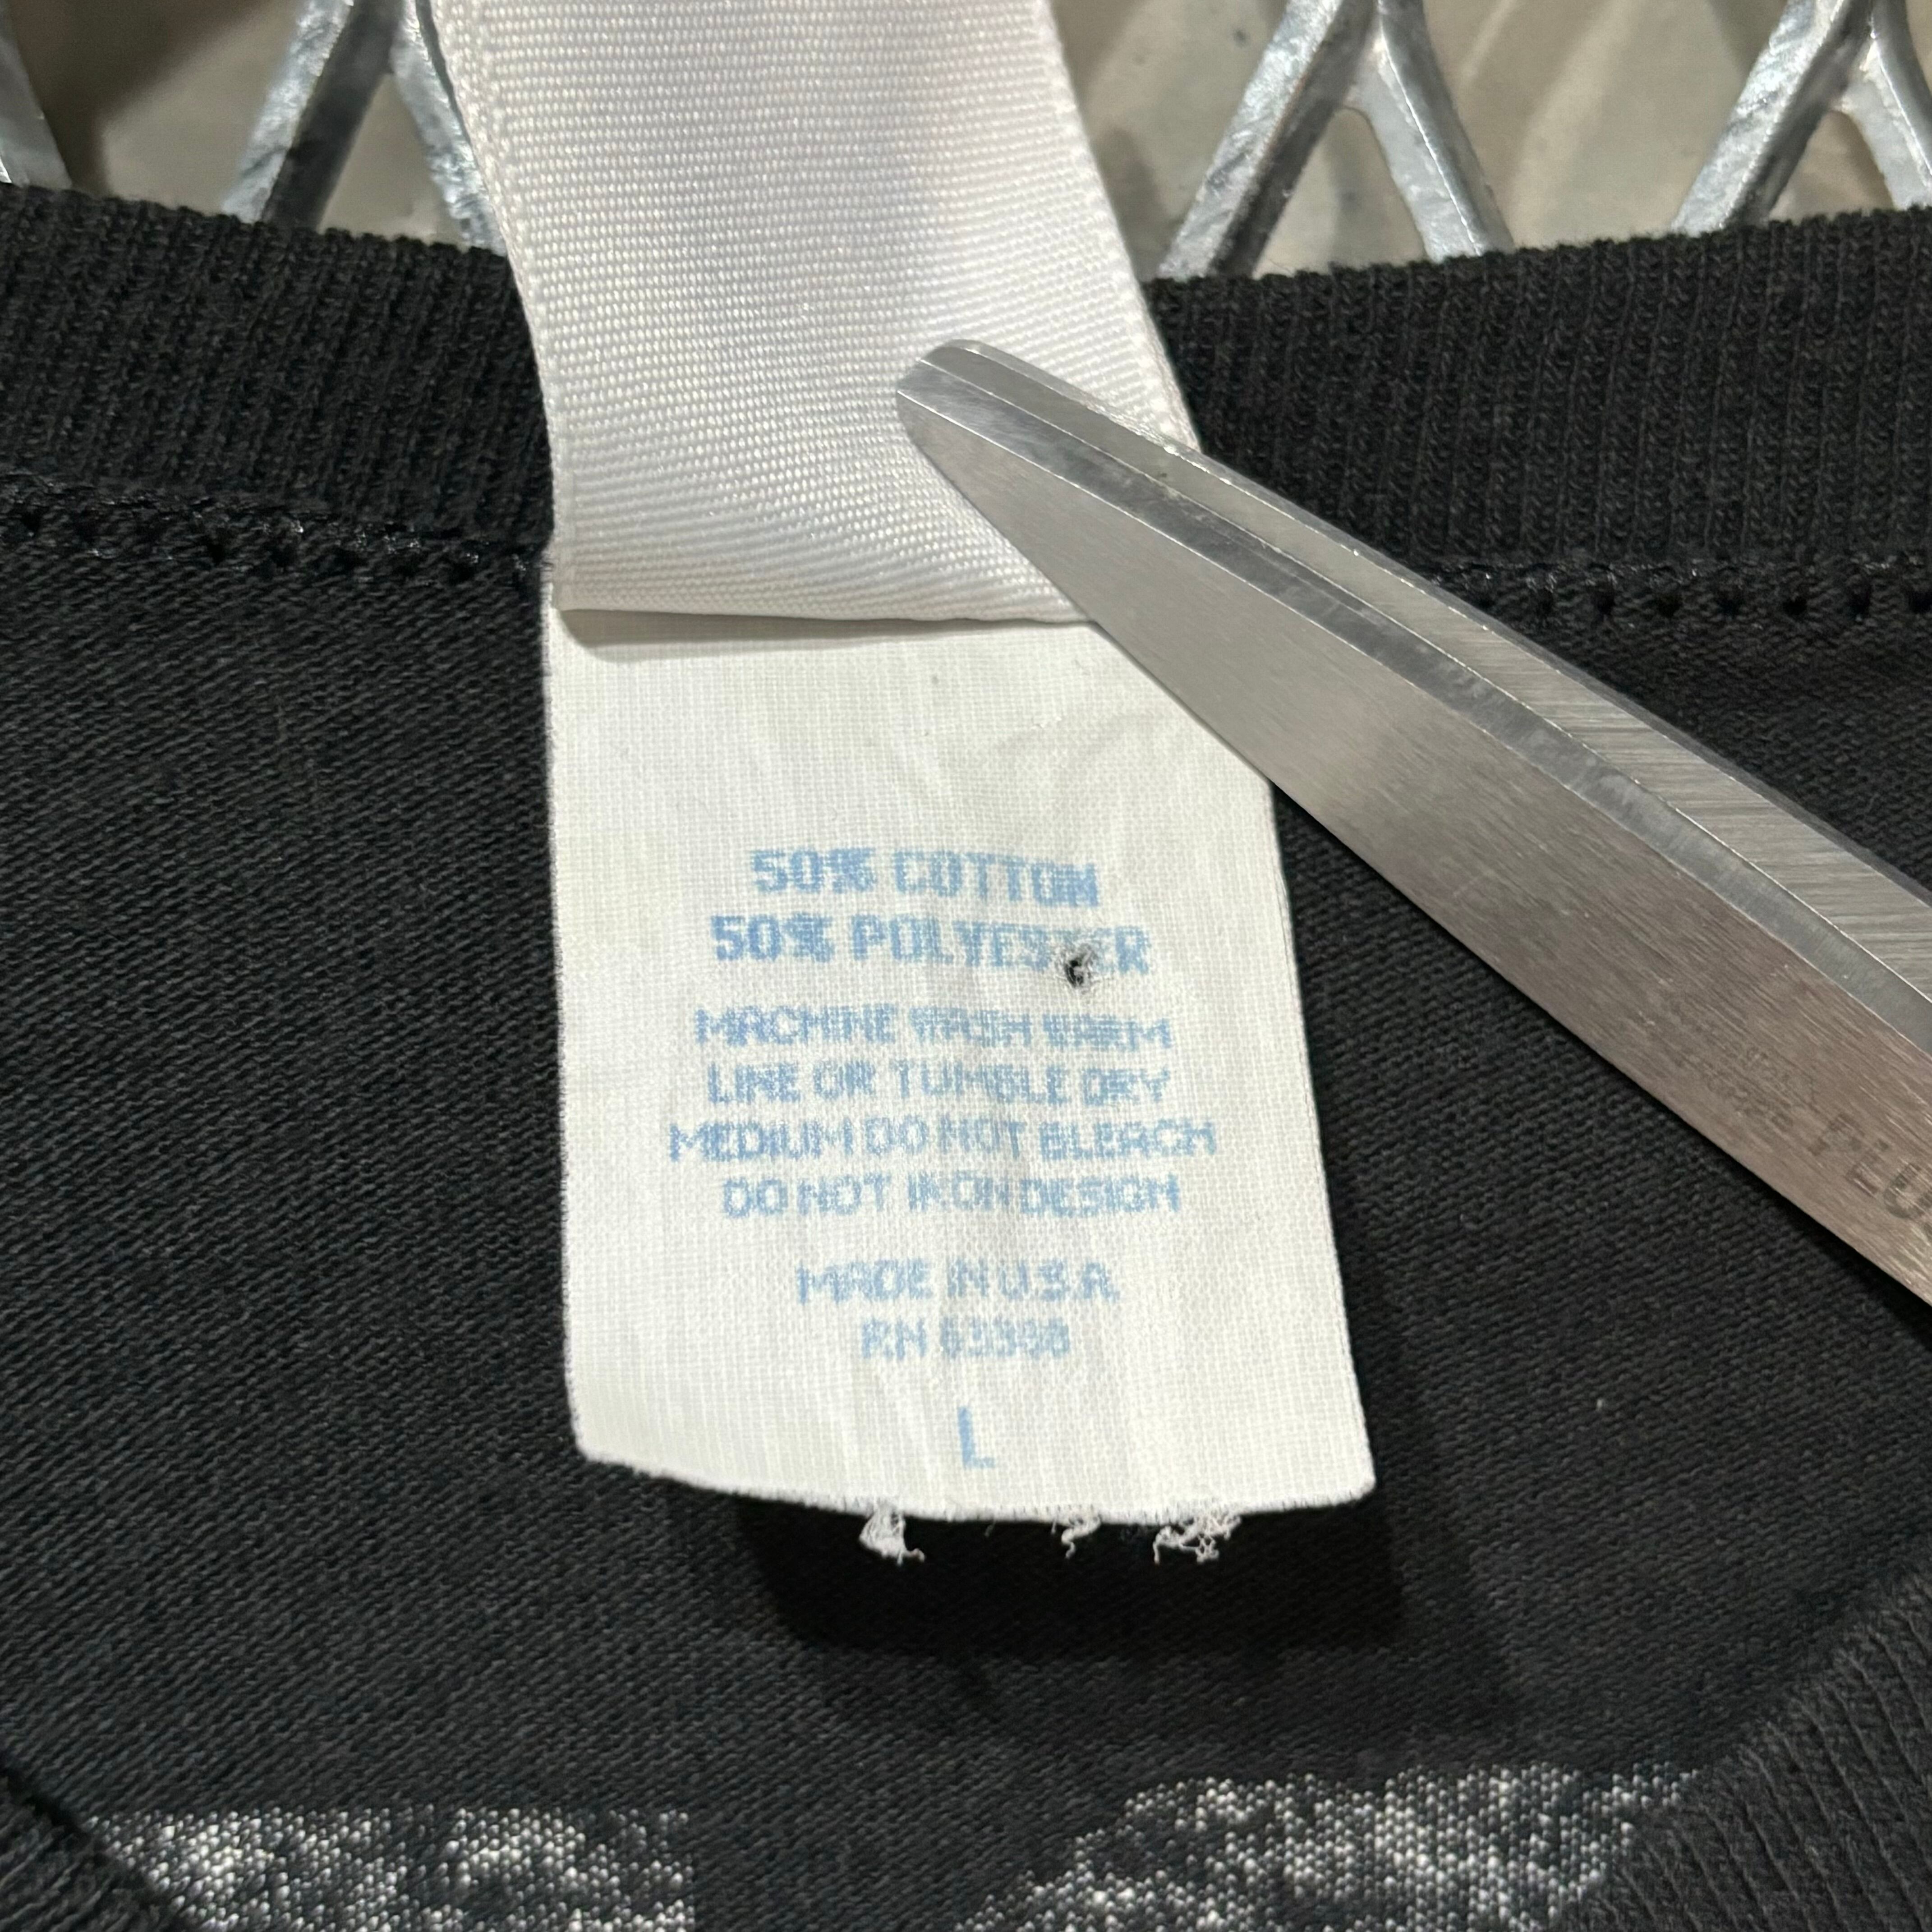 50% COTTON
50% POLYESTER
MACHINE WASH WARM
LINE OR TUMBLE DRY
MEDIUM DO NOT BLEACH
DO NOT IRON DESIGN
MADE IN U.S.A.
RN
L